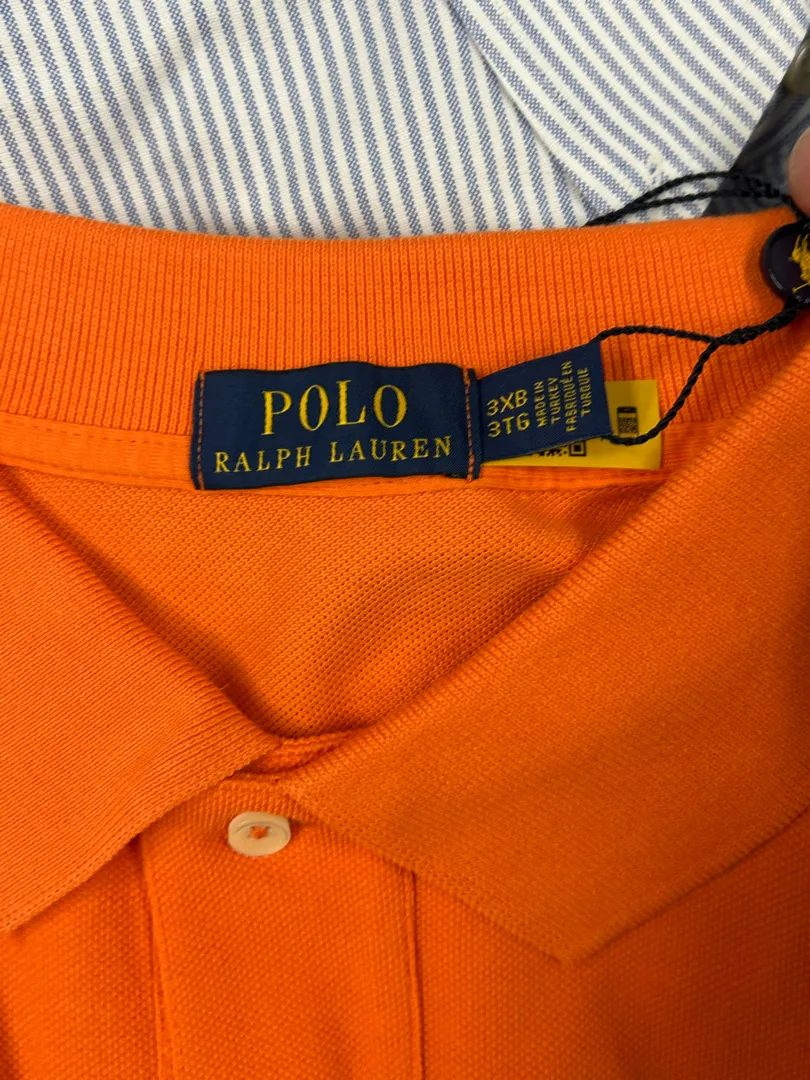 POLO
RALPH LAUREN
3XB
3TG
MADE IN
TURKEY
FABRIQUÉ EN
TURQUIE